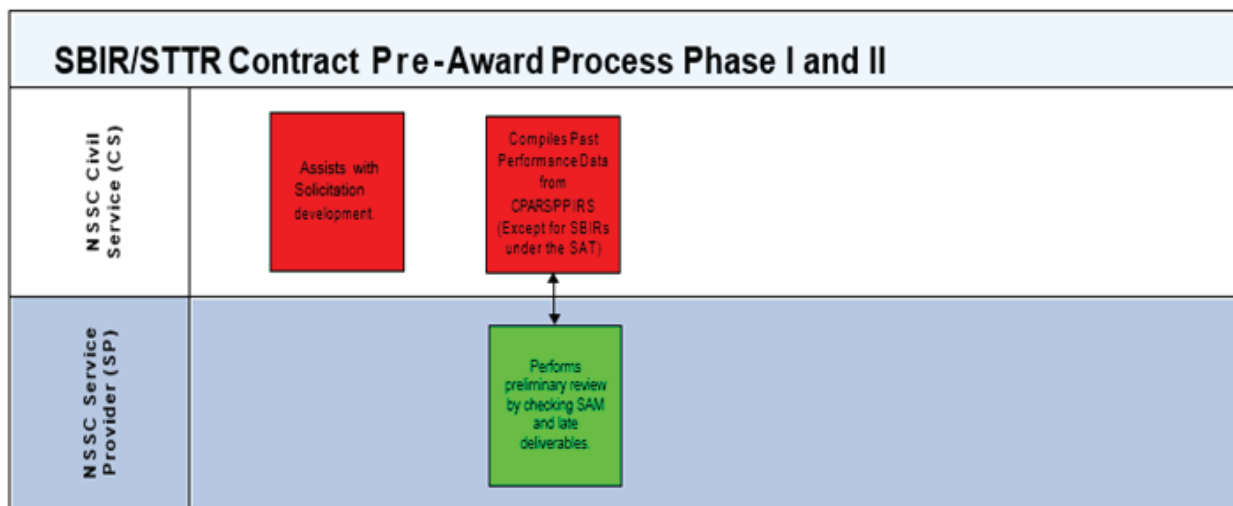 SBIR/STTR Contract Pre-Award Process Phase I and II
NSSC Civil
Service (CS)
Assists with
Solicitation
development.
Compiles Past
Performance Data
from
CPARS/PPIRS
(Except for SBIRs
under the SAT)
NSSC Service
Provider (SP)
Performs
preliminary review
by checking SAM
and late
deliverables.